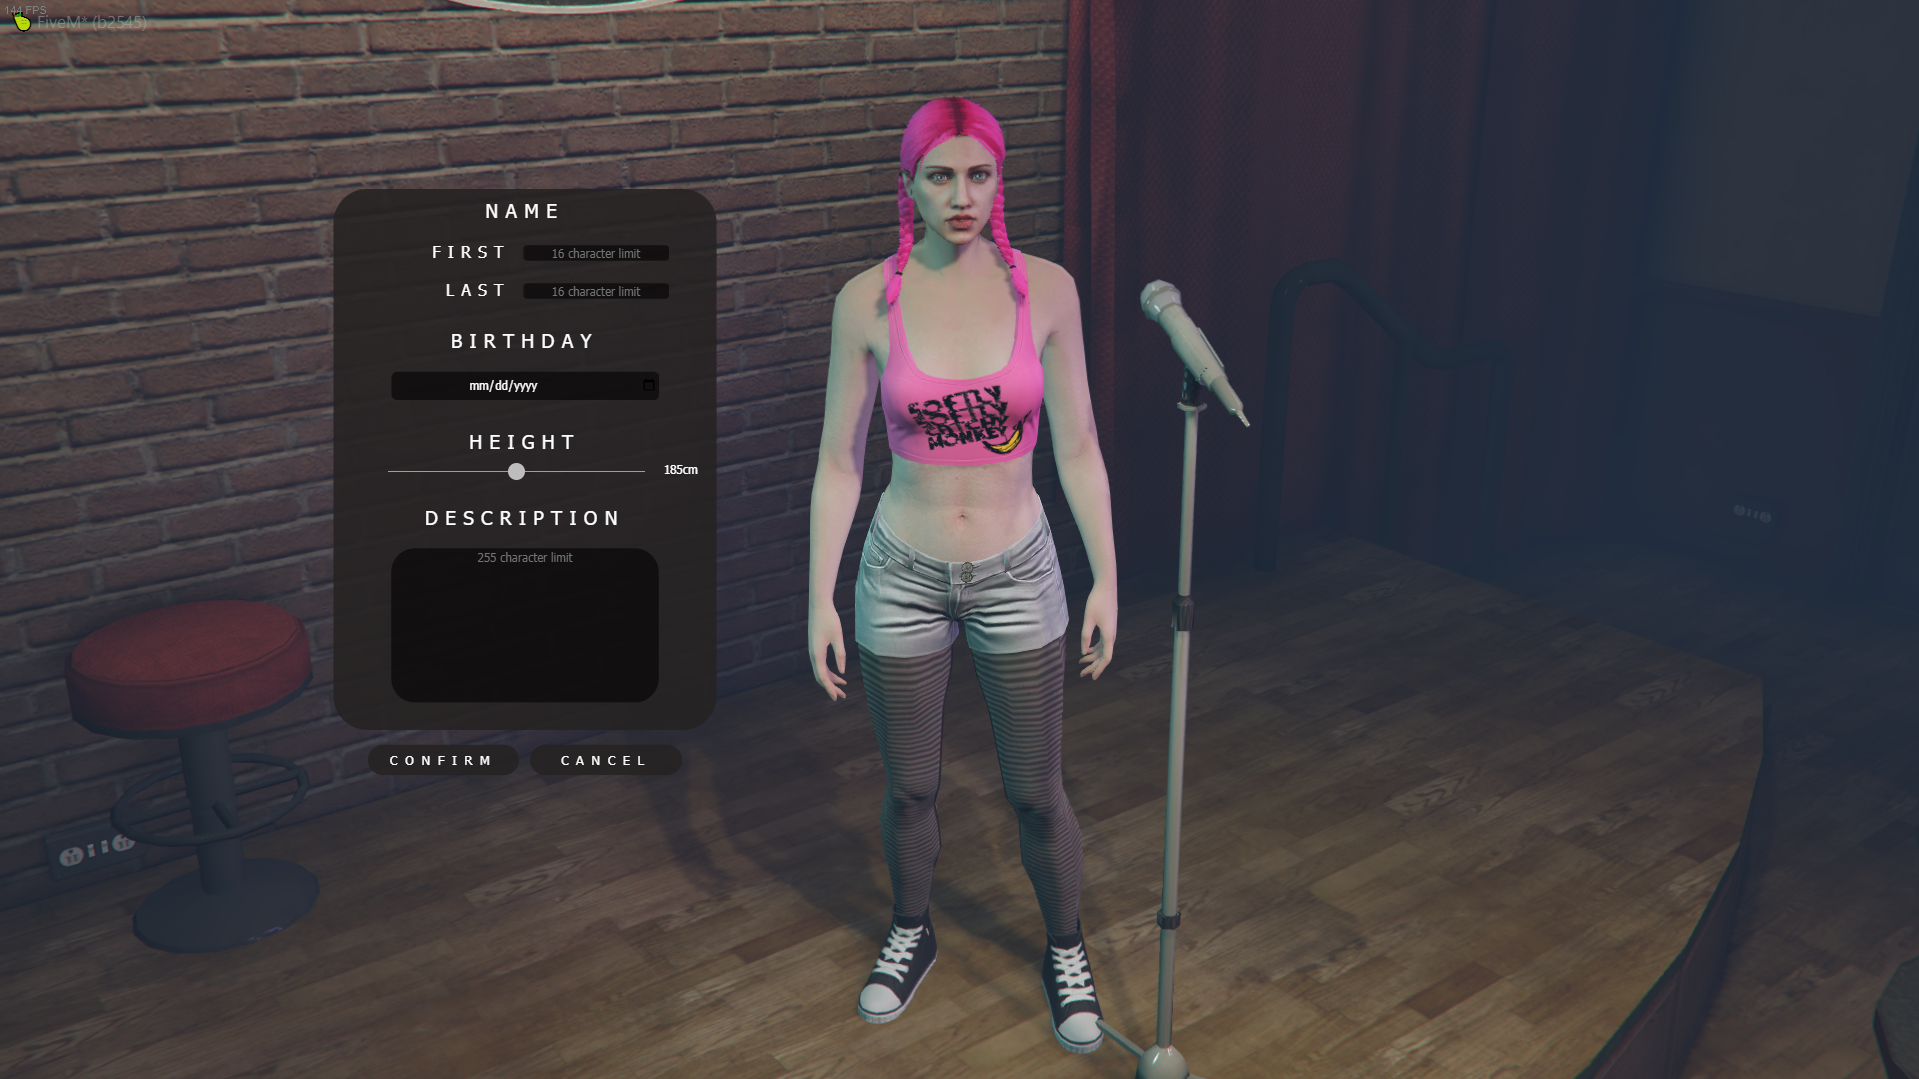 144 FPS
FiveM* (b2545)
NAME
FIRST 16 character limit
LAST 16 character limit
BIRTHDAY
mm/dd/yyyy
HEIGHT
185cm
DESCRIPTION
255 character limit
CONFIRM CANCEL
MONKEY